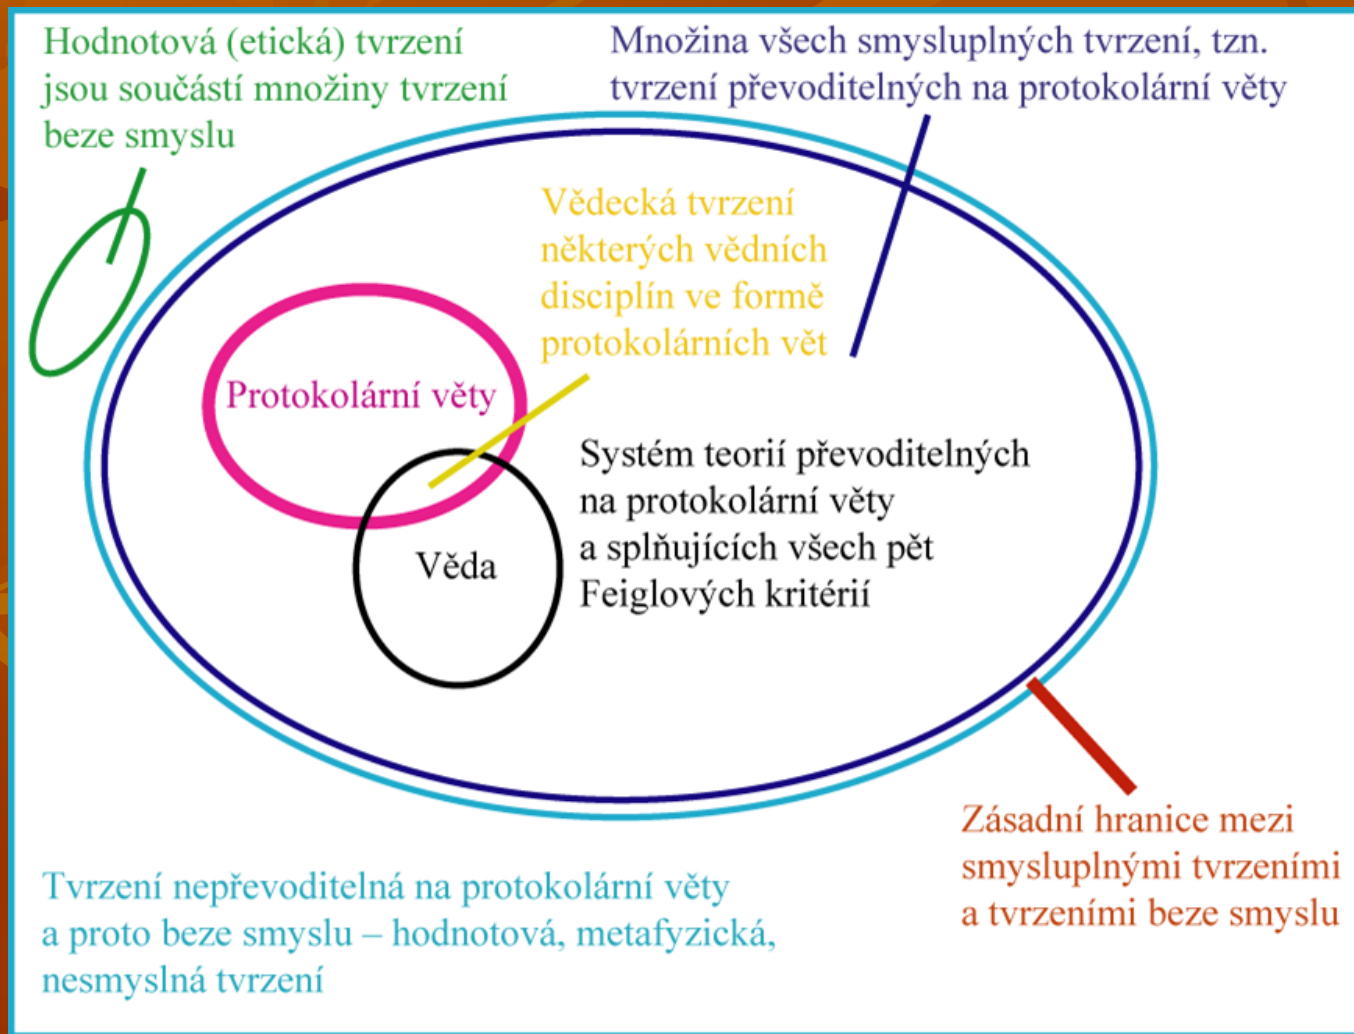 Hodnotová (etická) tvrzení
jsou součástí množiny tvrzení
beze smyslu
Množina všech smysluplných tvrzení, tzn.
tvrzení převoditelných na protokolární věty
Vědecká tvrzení
některých vědních
disciplín ve formě
protokolárních vět
Protokolární věty
Systém teorií převoditelných
na protokolární věty
a splňujících všech pět
Feiglových kritérií
Věda
Zásadní hranice mezi
smysluplnými tvrzeními
a tvrzeními beze smyslu
Tvrzení nepřevoditelná na protokolární věty
a proto beze smyslu – hodnotová, metafyzická,
nesmyslná tvrzení